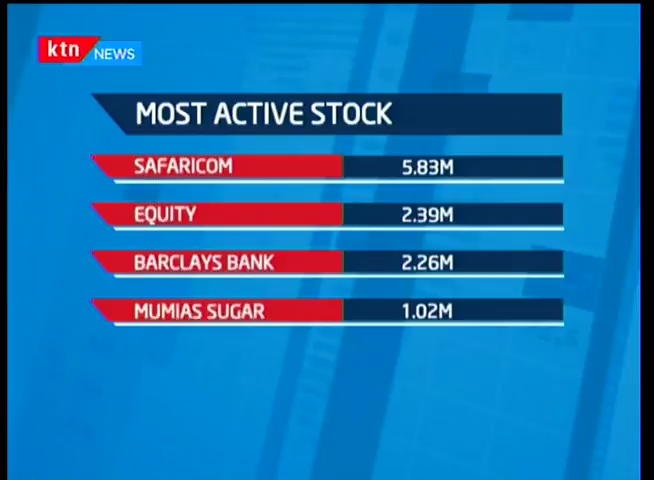 ktn NEWS
MOST ACTIVE STOCK
SAFARICOM 5.83M
EQUITY 2.39M
BARCLAYS BANK 2.26M
MUMIAS SUGAR 1.02M